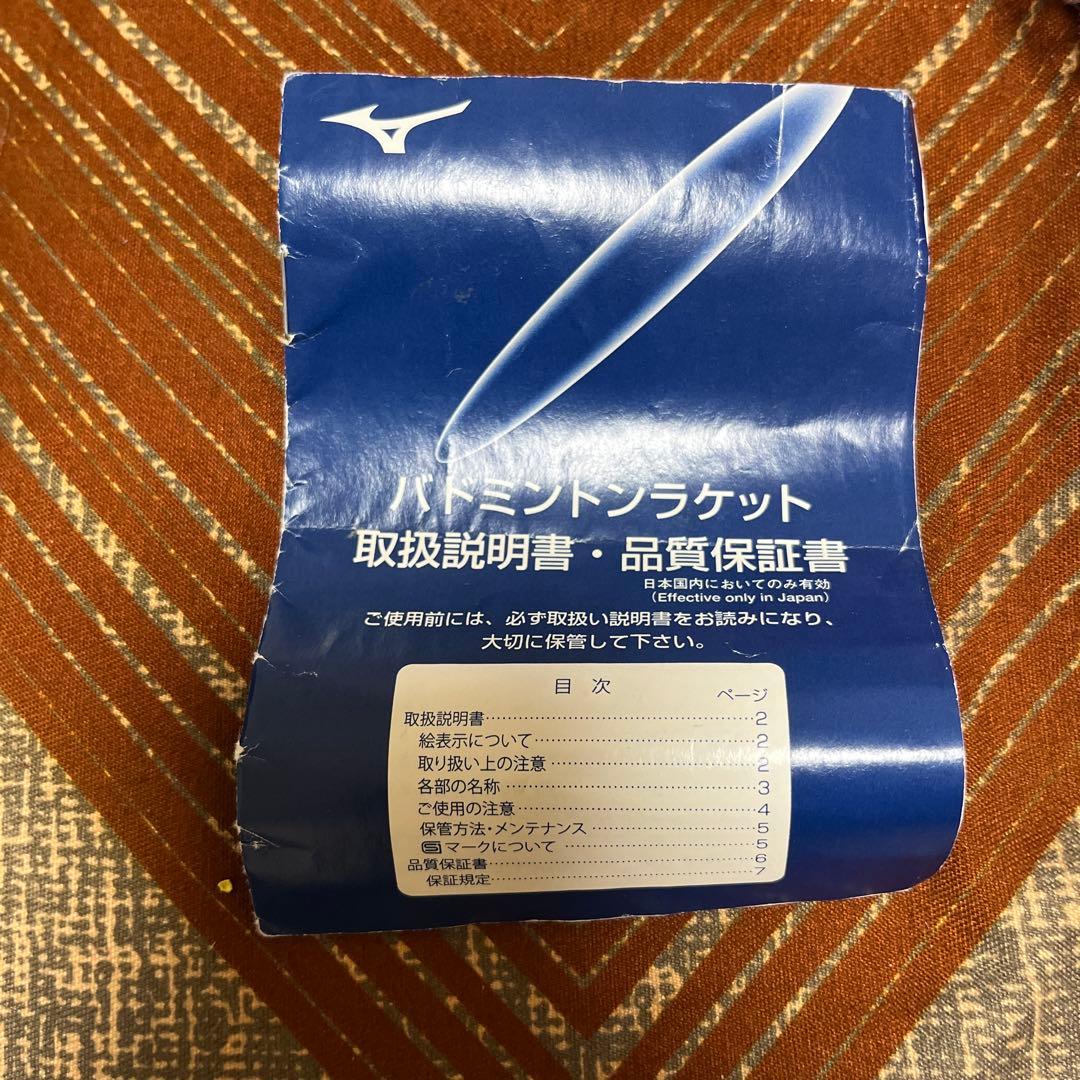 バドミントンラケット
取扱説明書・品質保証書
日本国内においてのみ有効
(Effective only in Japan)
ご使用前には、必ず取扱い説明書をお読みになり、
大切に保管して下さい。
目 次
ページ
取扱説明書……………………………………2
絵表示について……………………………2
取り扱い上の注意…………………………2
各部の名称…………………………………3
ご使用の注意………………………………4
保管方法・メンテナンス…………………5
Sマークについて…………………………5
品質保証書……………………………………6
保証規定……………………………………7